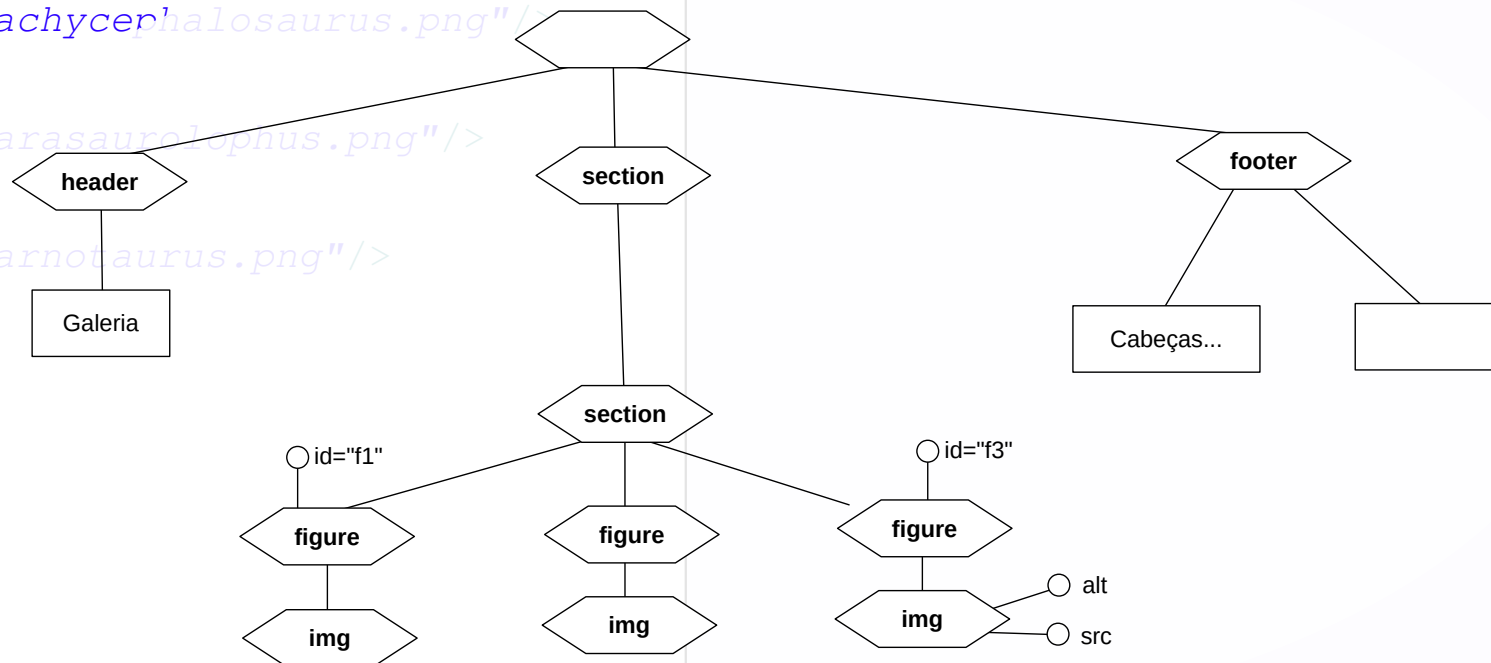 achycephalosaurus.png"/>
arasaurolophus.png"/>
header
section
footer
arnotaurus.png"/>
Galeria
Cabeças...
section
id="f1"
id="f3"
figure
figure
figure
img
img
img
alt
src